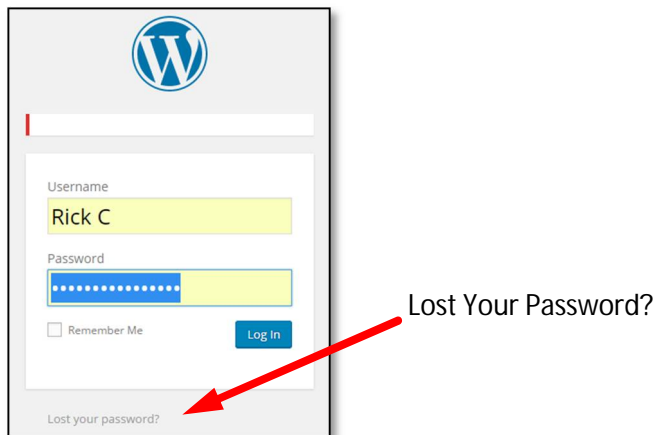 Username
Rick C
Password
••••••••••••••••
Remember Me
Log In
Lost Your Password?
Lost your password?